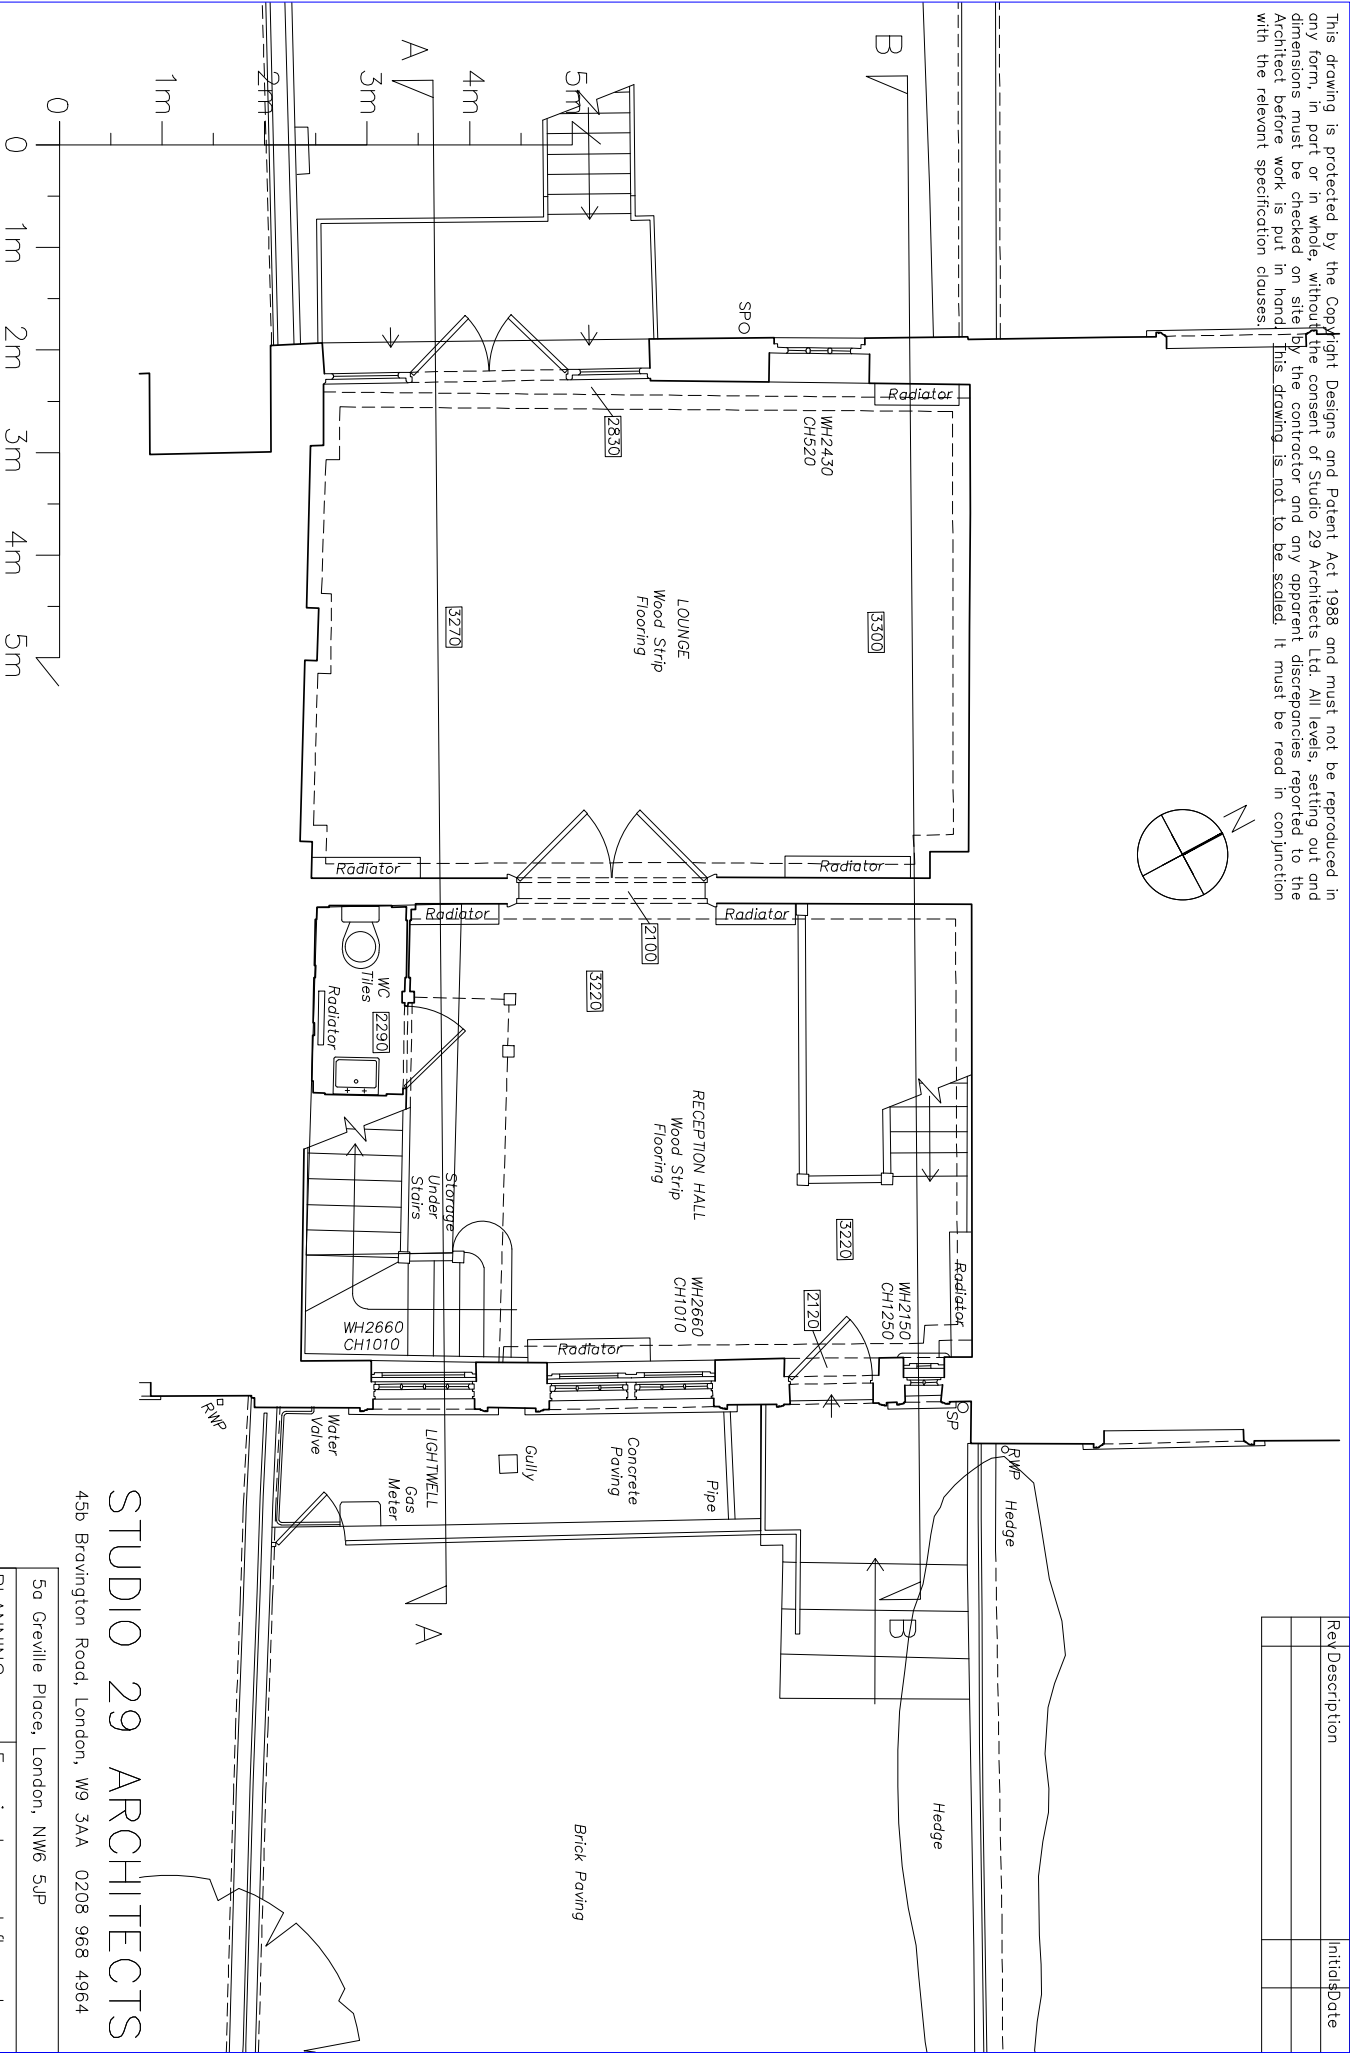 This drawing is protected by the Copyright Designs and Patent Act 1988 and must not be reproduced in
any form, in part or in whole, without the consent of Studio 29 Architects Ltd. All levels, setting out and
dimensions must be checked on site by the contractor and any apparent discrepancies reported to the
Architect before work is put in hand. This drawing is not to be scaled. It must be read in conjunction
with the relevant specification clauses.
Rev Description Initials Date
N
B
A
5m
4m
3m
2m
1m
0
0 1m 2m 3m 4m 5m
SP
Radiator
WH2430
CH520
2830
3300
LOUNGE
Wood Strip
Flooring
3270
Radiator
Radiator
Radiator
Radiator
2100
3220
WC
Tiles
2290
Radiator
RECEPTION HALL
Wood Strip
Flooring
Storage
Under
Stairs
3220
Radiator
WH2150
CH1250
2120
WH2660
CH1010
WH2660
CH1010
Radiator
SP
RWP
Hedge
RWP
Water
Valve
LIGHTWELL
Gas
Meter
Gully
Concrete
Paving
Pipe
B
A
Hedge
Brick Paving
STUDIO 29 ARCHITECTS
45b Bravington Road, London, W9 3AA 0208 968 4964
5a Greville Place, London, NW6 5JP
PLANNING